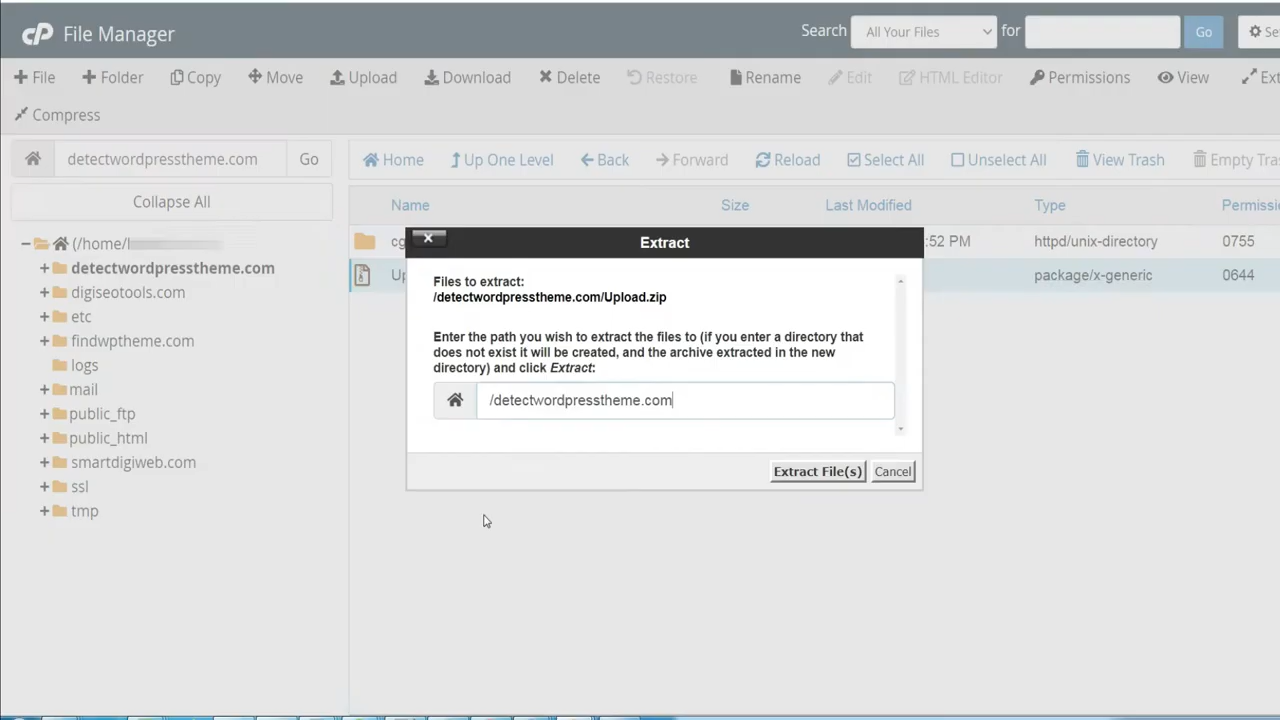 cP File Manager
Search All Your Files for Go
File Folder Copy Move Upload Download Delete Restore Rename Edit HTML Editor Permissions View
Compress
detectwordpresstheme.com Go
Home Up One Level Back Forward Reload Select All Unselect All View Trash Empty
Collapse All
Name Size Last Modified Type
(/home/l
detectwordpresstheme.com
digiseotools.com
etc
findwptheme.com
logs
mail
public_ftp
public_html
smartdigiweb.com
ssl
tmp
:52 PM httpd/unix-directory 0755
package/x-generic 0644
Extract
Files to extract:
/detectwordpresstheme.com/Upload.zip
Enter the path you wish to extract the files to (if you enter a directory that
does not exist it will be created, and the archive extracted in the new
directory) and click Extract:
/detectwordpresstheme.com
Extract File(s) Cancel